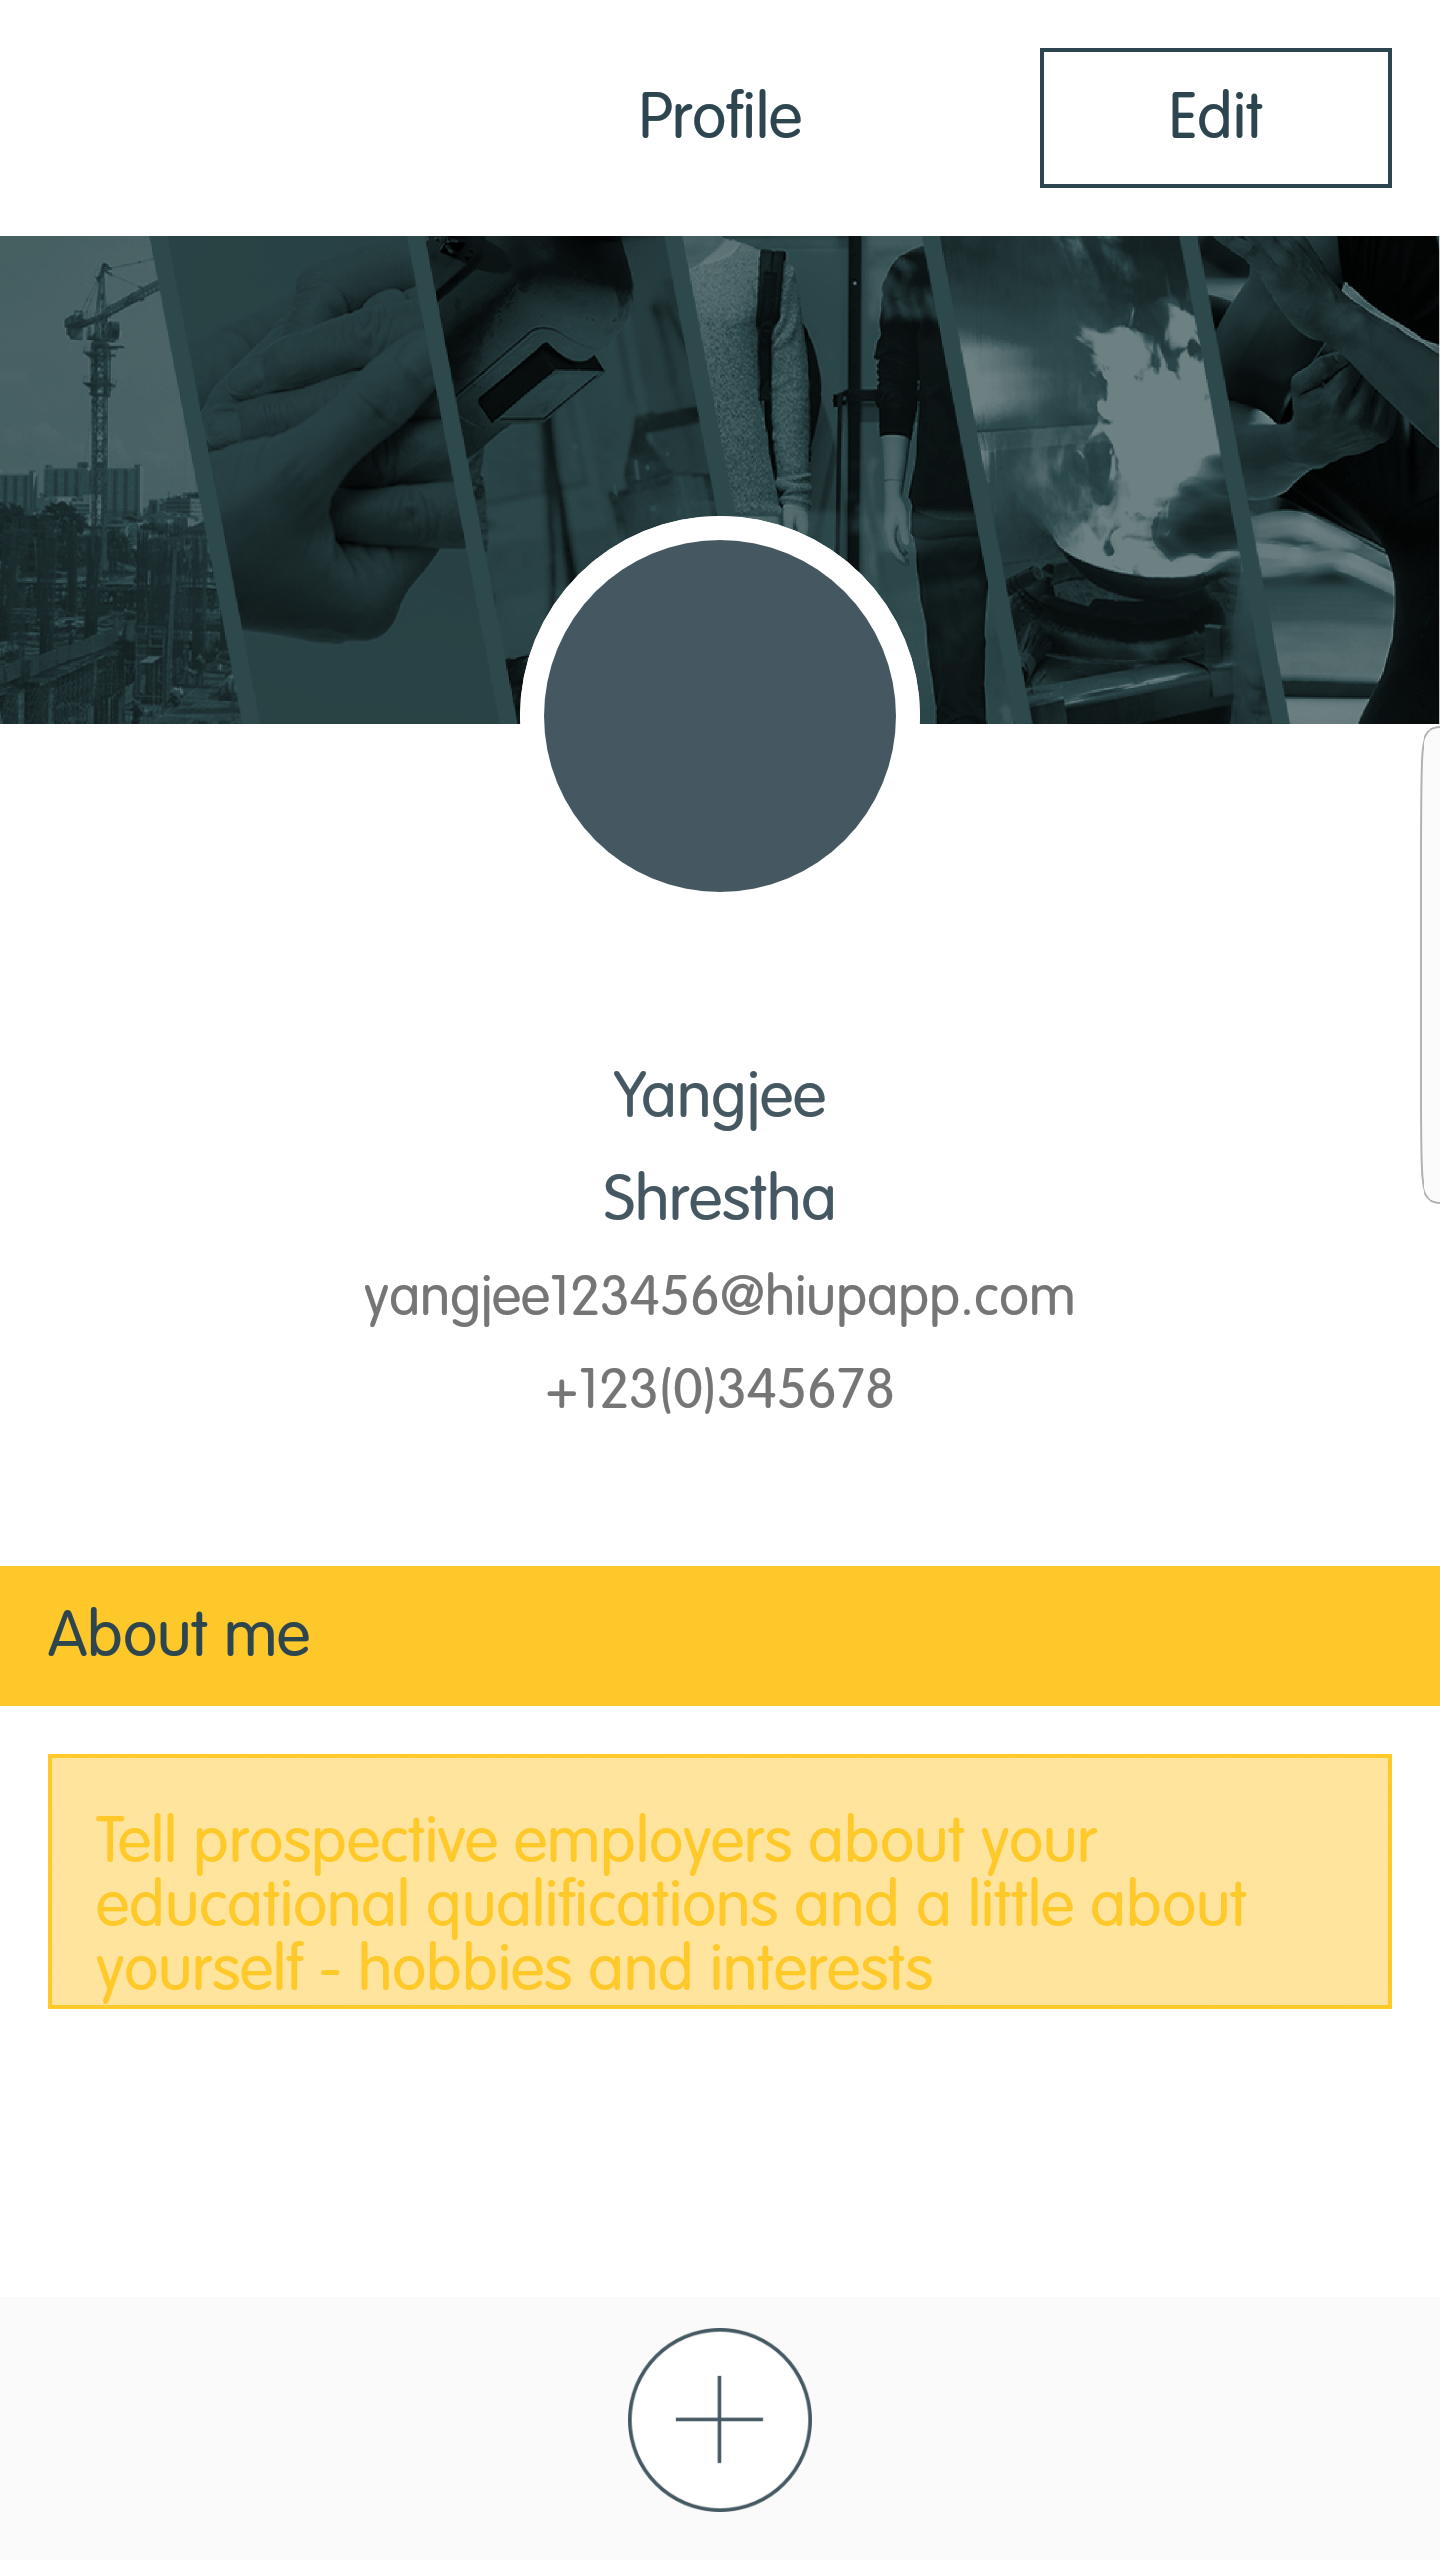 Profile
Edit
Yangjee
Shrestha
yangjee123456@hiupapp.com
+123(0)345678
About me
Tell prospective employers about your
educational qualifications and a little about
yourself - hobbies and interests